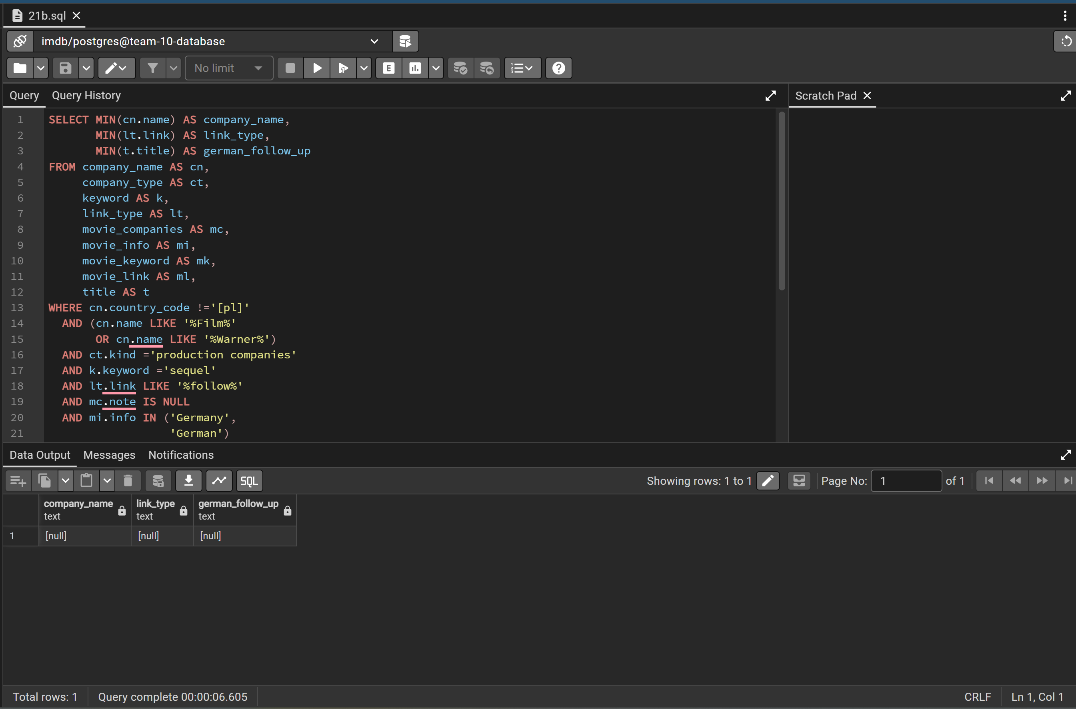 21b.sql
imdb/postgres@team-10-database
No limit
E
SQL
Query Query History
Scratch Pad
1 SELECT MIN(cn.name) AS company_name,
2 MIN(lt.link) AS link_type,
3 MIN(t.title) AS german_follow_up
4 FROM company_name AS cn,
5 company_type AS ct,
6 keyword AS k,
7 link_type AS lt,
8 movie_companies AS mc,
9 movie_info AS mi,
10 movie_keyword AS mk,
11 movie_link AS ml,
12 title AS t
13 WHERE cn.country_code !='[pl]'
14 AND (cn.name LIKE '%Film%'
15 OR cn.name LIKE '%Warner%')
16 AND ct.kind ='production companies'
17 AND k.keyword ='sequel'
18 AND lt.link LIKE '%follow%'
19 AND mc.note IS NULL
20 AND mi.info IN ('Germany',
21 'German')
Data Output Messages Notifications
Showing rows: 1 to 1 Page No: 1 of 1
company_name link_type german_follow_up
text text text
1 [null] [null] [null]
Total rows: 1 Query complete 00:00:06.605 CRLF Ln 1, Col 1